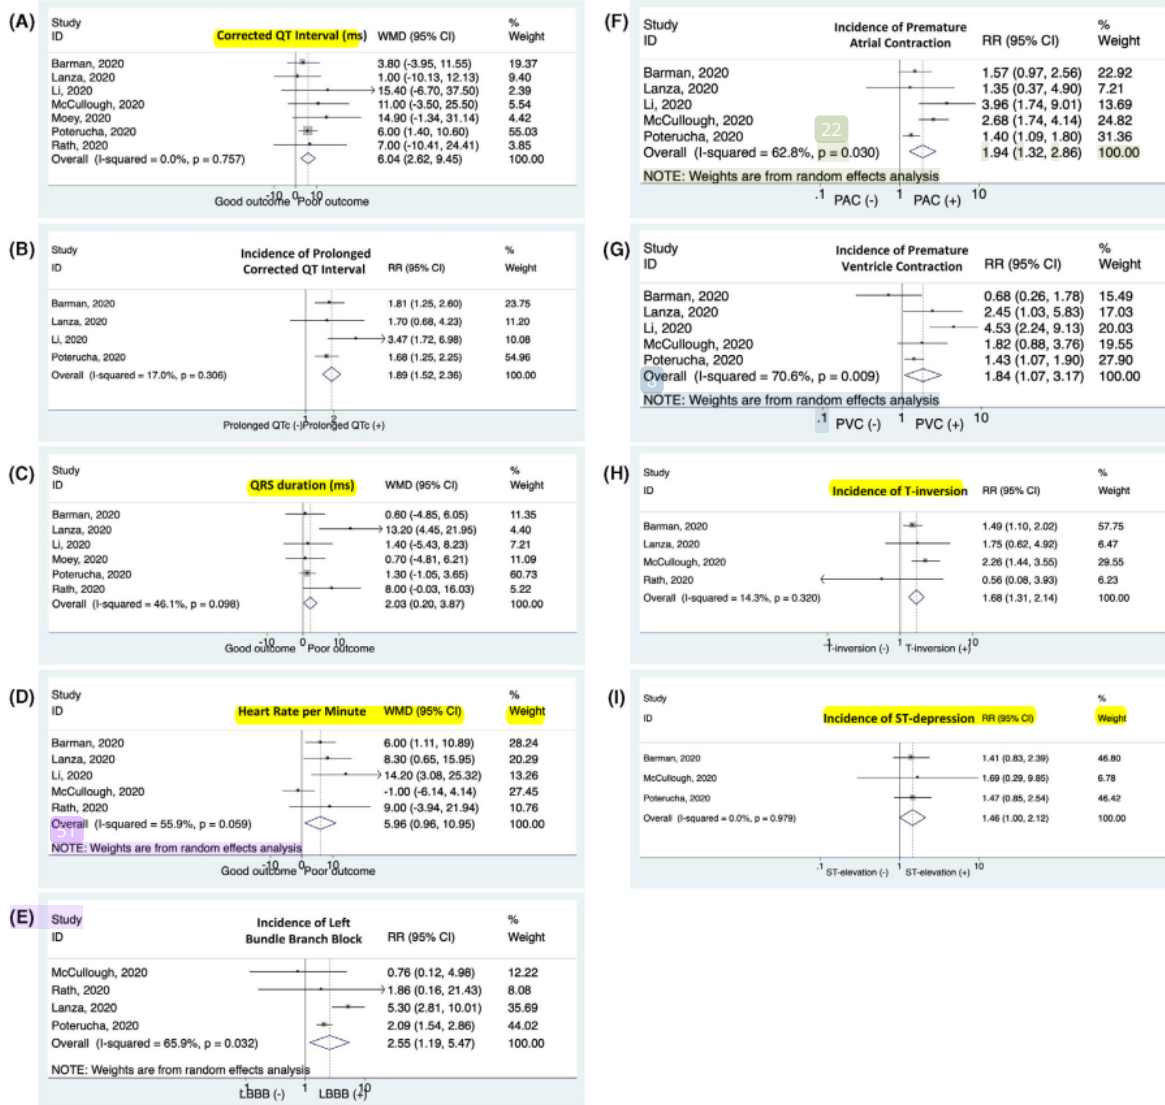 (A)
Study
ID Corrected QT Interval (ms) WMD (95% CI) % Weight
Barman, 2020 3.80 (-3.95, 11.55) 19.37
Lanza, 2020 1.00 (-10.13, 12.13) 9.40
Li, 2020 15.40 (-6.70, 37.50) 2.39
McCullough, 2020 11.00 (-3.50, 25.50) 5.54
Moey, 2020 14.90 (-1.34, 31.14) 4.42
Poterucha, 2020 6.00 (1.40, 10.60) 55.03
Rath, 2020 7.00 (-10.41, 24.41) 3.85
Overall (I-squared = 0.0%, p = 0.757) 6.04 (2.62, 9.45) 100.00
-10 0 10
Good outcome Poor outcome
(B)
Study Incidence of Prolonged %
ID Corrected QT Interval RR (95% CI) Weight
Barman, 2020 1.81 (1.25, 2.60) 23.75
Lanza, 2020 1.70 (0.68, 4.23) 11.20
Li, 2020 3.47 (1.72, 6.98) 10.08
Poterucha, 2020 1.68 (1.25, 2.25) 54.96
Overall (I-squared = 17.0%, p = 0.306) 1.89 (1.52, 2.36) 100.00
1 2
Prolonged QTc (-) Prolonged QTc (+)
(C)
Study %
ID QRS duration (ms) WMD (95% CI) Weight
Barman, 2020 0.60 (-4.85, 6.05) 11.35
Lanza, 2020 13.20 (4.45, 21.95) 4.40
Li, 2020 1.40 (-5.43, 8.23) 7.21
Moey, 2020 0.70 (-4.81, 6.21) 11.09
Poterucha, 2020 1.30 (-1.05, 3.65) 60.73
Rath, 2020 8.00 (-0.03, 16.03) 5.22
Overall (I-squared = 46.1%, p = 0.098) 2.03 (0.20, 3.87) 100.00
-10 0 10
Good outcome Poor outcome
(D)
Study %
ID Heart Rate per Minute WMD (95% CI) Weight
Barman, 2020 6.00 (1.11, 10.89) 28.24
Lanza, 2020 8.30 (0.65, 15.95) 20.29
Li, 2020 14.20 (3.08, 25.32) 13.26
McCullough, 2020 -1.00 (-6.14, 4.14) 27.45
Rath, 2020 9.00 (-3.94, 21.94) 10.76
Overall (I-squared = 55.9%, p = 0.059) 5.96 (0.96, 10.95) 100.00
NOTE: Weights are from random effects analysis
-10 0 10
Good outcome Poor outcome
(E)
Study Incidence of Left %
ID Bundle Branch Block RR (95% CI) Weight
McCullough, 2020 0.76 (0.12, 4.98) 12.22
Rath, 2020 1.86 (0.16, 21.43) 8.08
Lanza, 2020 5.30 (2.81, 10.01) 35.69
Poterucha, 2020 2.09 (1.54, 2.86) 44.02
Overall (I-squared = 65.9%, p = 0.032) 2.55 (1.19, 5.47) 100.00
NOTE: Weights are from random effects analysis
.1 1 10
LBBB (-) LBBB (+)
(F)
Study Incidence of Premature %
ID Atrial Contraction RR (95% CI) Weight
Barman, 2020 1.57 (0.97, 2.56) 22.92
Lanza, 2020 1.35 (0.37, 4.90) 7.21
Li, 2020 3.96 (1.74, 9.01) 13.69
McCullough, 2020 2.68 (1.74, 4.14) 24.82
22
Poterucha, 2020 1.40 (1.09, 1.80) 31.36
Overall (I-squared = 62.8%, p = 0.030) 1.94 (1.32, 2.86) 100.00
NOTE: Weights are from random effects analysis
.1 PAC (-) 1 PAC (+) 10
(G)
Study Incidence of Premature %
ID Ventricle Contraction RR (95% CI) Weight
Barman, 2020 0.68 (0.26, 1.78) 15.49
Lanza, 2020 2.45 (1.03, 5.83) 17.03
Li, 2020 4.53 (2.24, 9.13) 20.03
McCullough, 2020 1.82 (0.88, 3.76) 19.55
Poterucha, 2020 1.43 (1.07, 1.90) 27.90
Overall (I-squared = 70.6%, p = 0.009) 1.84 (1.07, 3.17) 100.00
NOTE: Weights are from random effects analysis
.1 PVC (-) 1 PVC (+) 10
(H)
Study %
ID Incidence of T-inversion RR (95% CI) Weight
Barman, 2020 1.49 (1.10, 2.02) 57.75
Lanza, 2020 1.75 (0.62, 4.92) 6.47
McCullough, 2020 2.26 (1.44, 3.55) 29.55
Rath, 2020 0.56 (0.08, 3.93) 6.23
Overall (I-squared = 14.3%, p = 0.320) 1.68 (1.31, 2.14) 100.00
.1 1 10
T-inversion (-) T-inversion (+)
(I)
Study %
ID Incidence of ST-depression RR (95% CI) Weight
Barman, 2020 1.41 (0.83, 2.39) 46.80
McCullough, 2020 1.69 (0.29, 9.85) 6.78
Poterucha, 2020 1.47 (0.85, 2.54) 46.42
Overall (I-squared = 0.0%, p = 0.979) 1.46 (1.00, 2.12) 100.00
.1 ST-elevation (-) 1 ST-elevation (+) 10